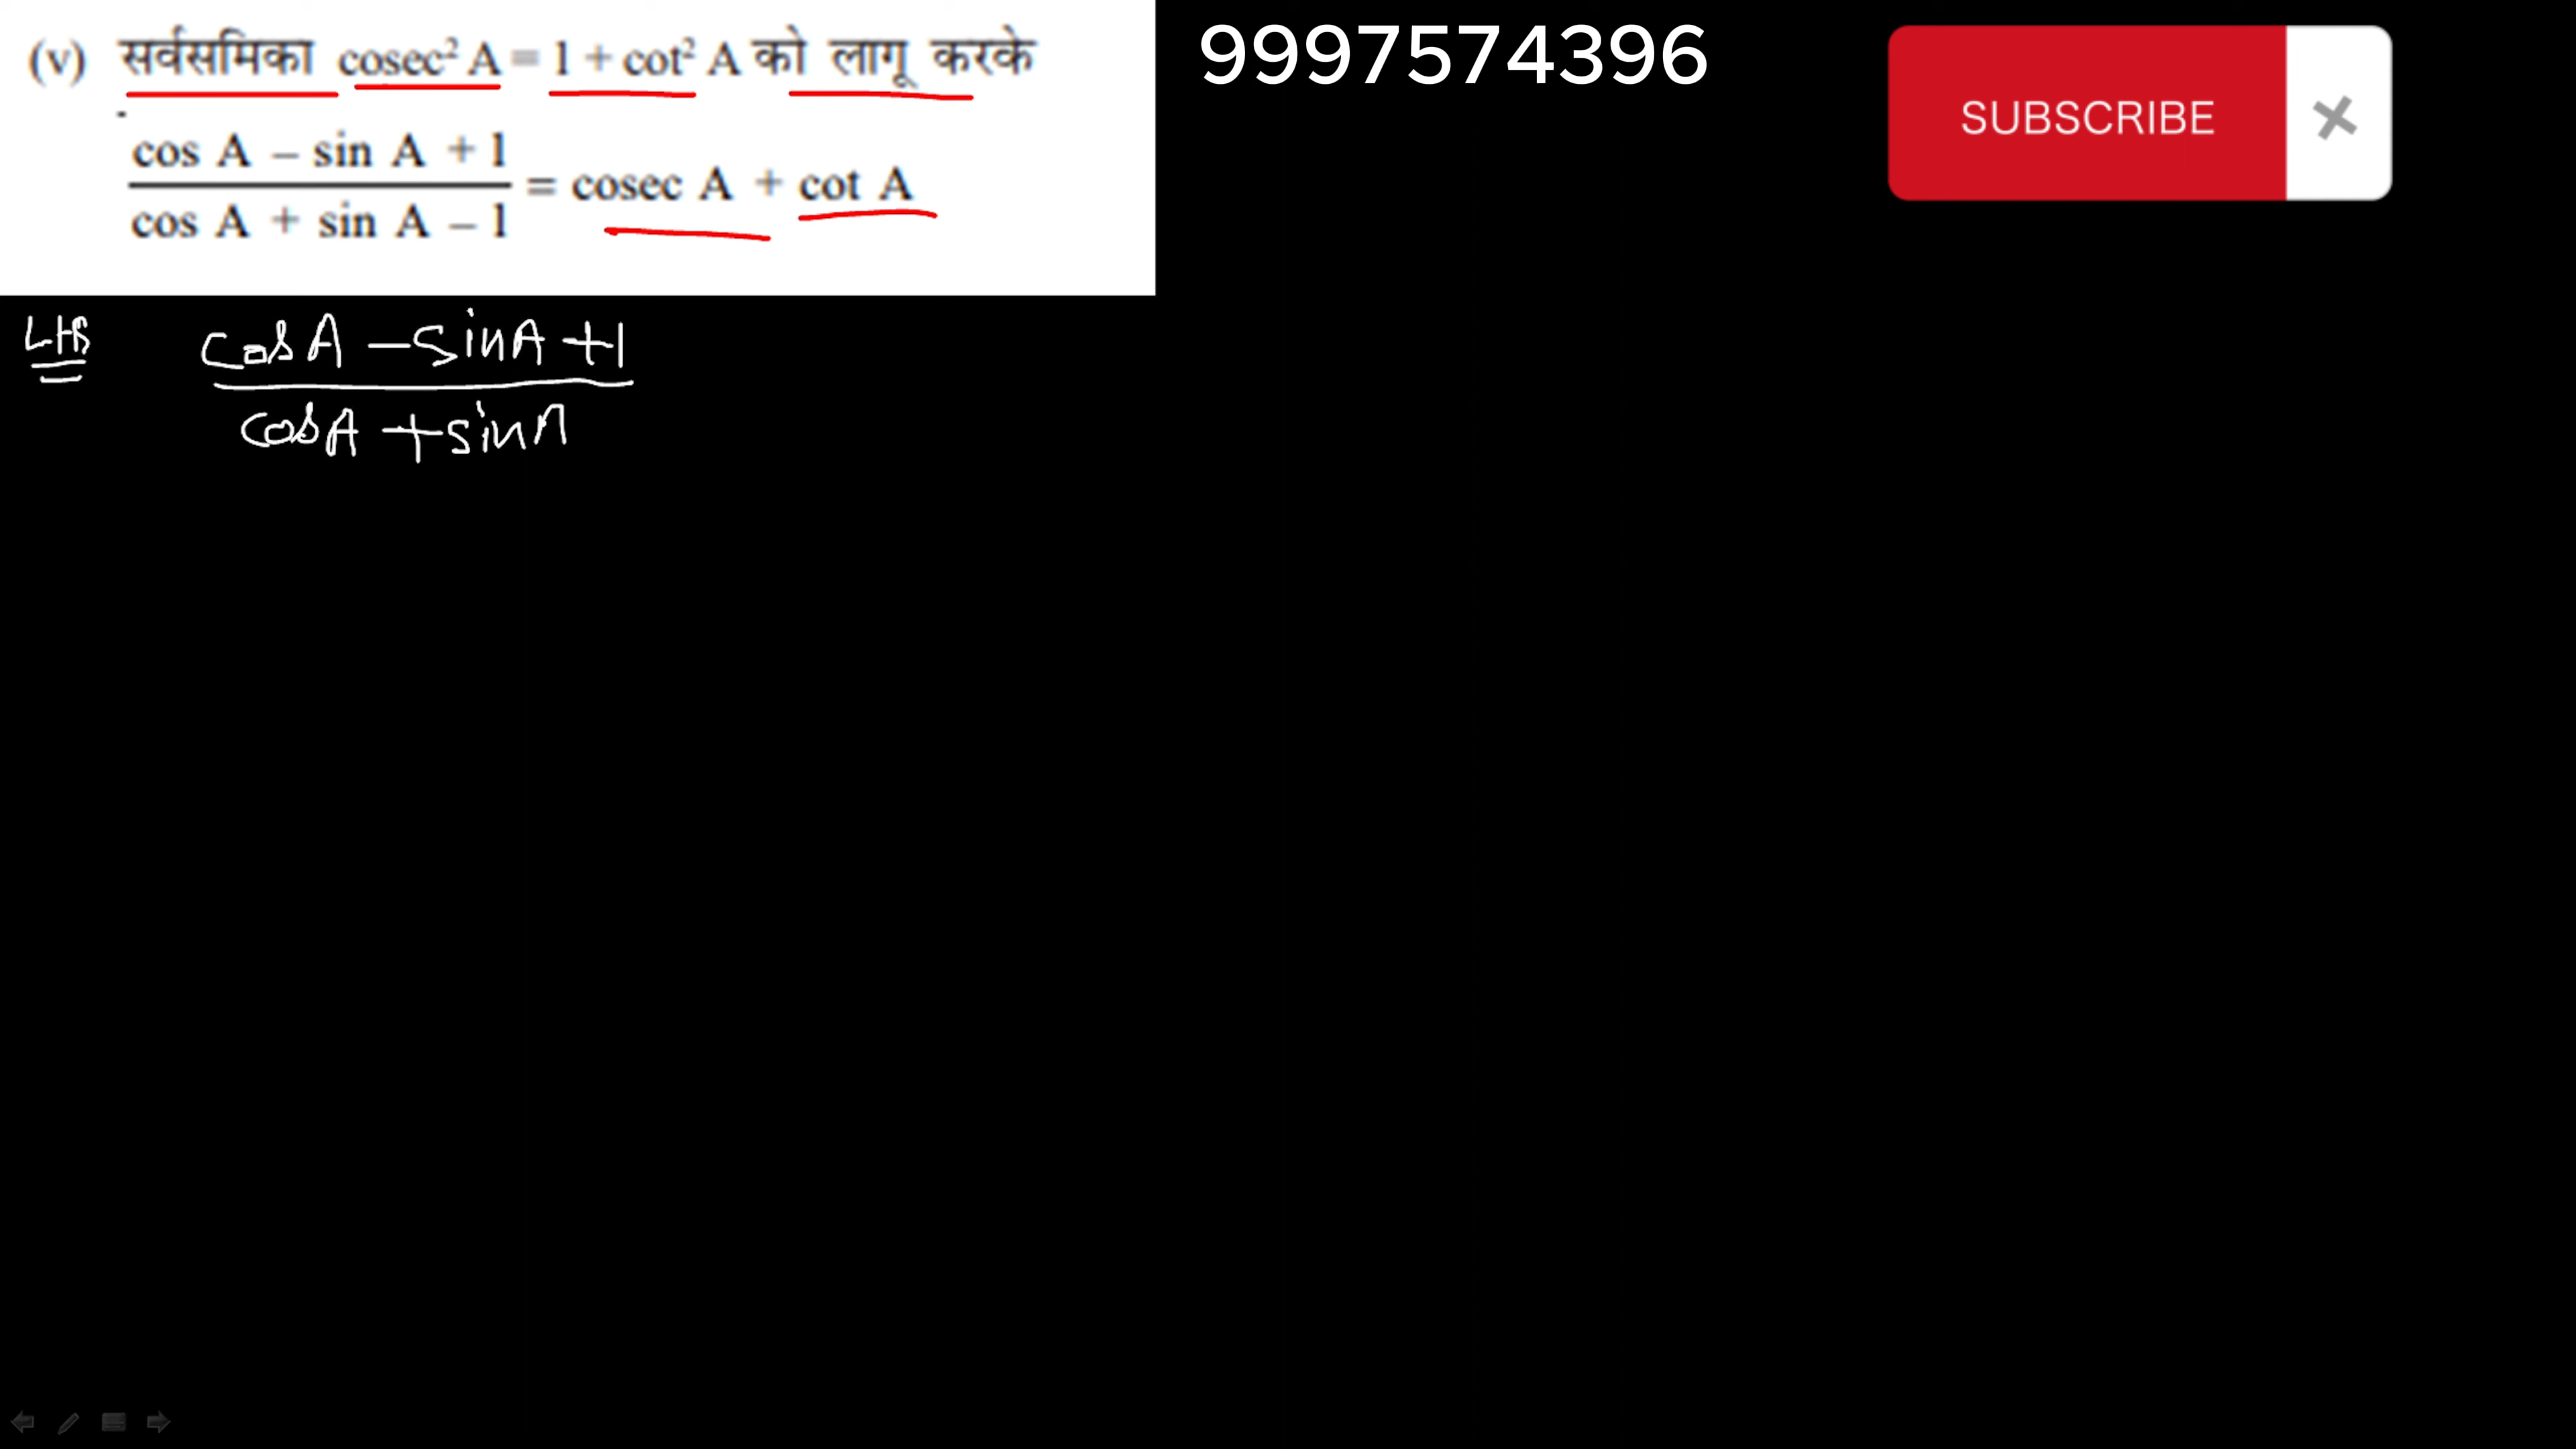 (v) सर्वसमिका cosec² A = 1 + cot² A को लागू करके
cos A – sin A + 1
= cosec A + cot A
cos A + sin A – 1
9997574396
SUBSCRIBE
LHS
cosA – sinA + 1
cosA + sinA